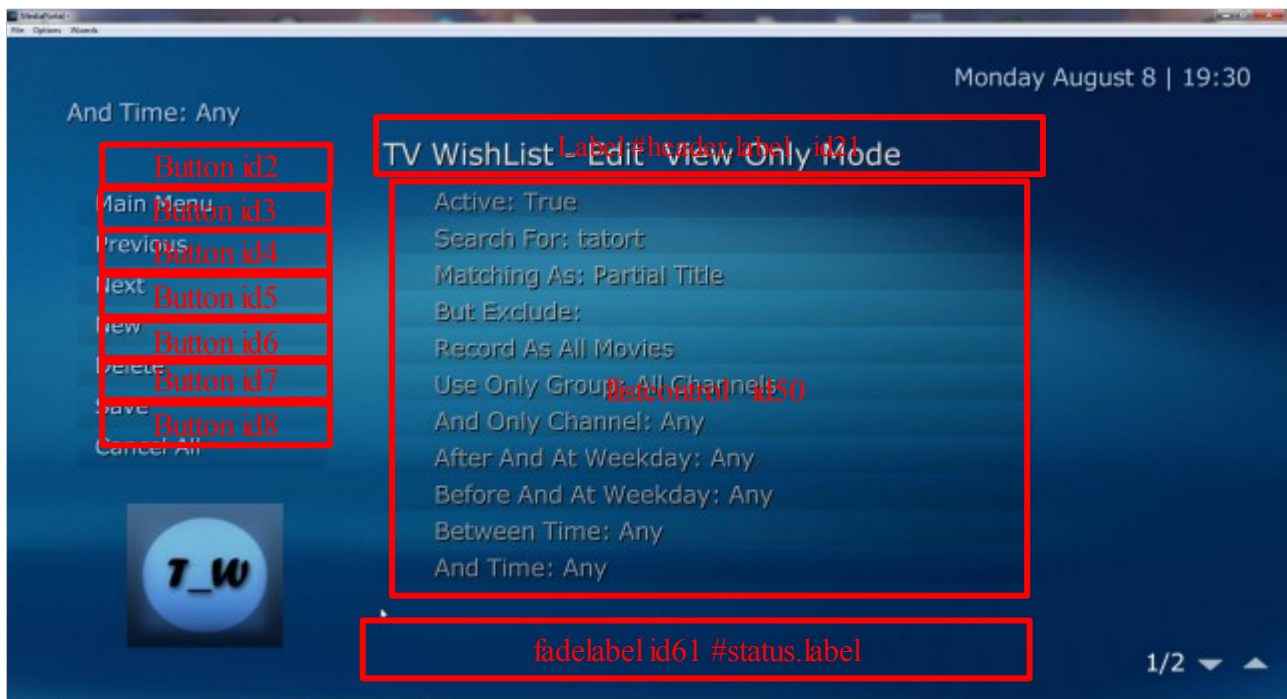 MediaPortal -
File Options Wizards
Monday August 8 | 19:30
And Time: Any
Label #header.label id21
TV WishList - Edit View Only Mode
Button id2
Main Menu
Button id3
Previous
Button id4
Next
Button id5
New
Button id6
Delete
Button id7
Save
Button id8
Cancel All
Active: True
Search For: tatort
Matching As: Partial Title
But Exclude:
Record As All Movies
Use Only Group: All Channels
listcontrol id50
And Only Channel: Any
After And At Weekday: Any
Before And At Weekday: Any
Between Time: Any
And Time: Any
T_W
fadelabel id61 #status.label
1/2